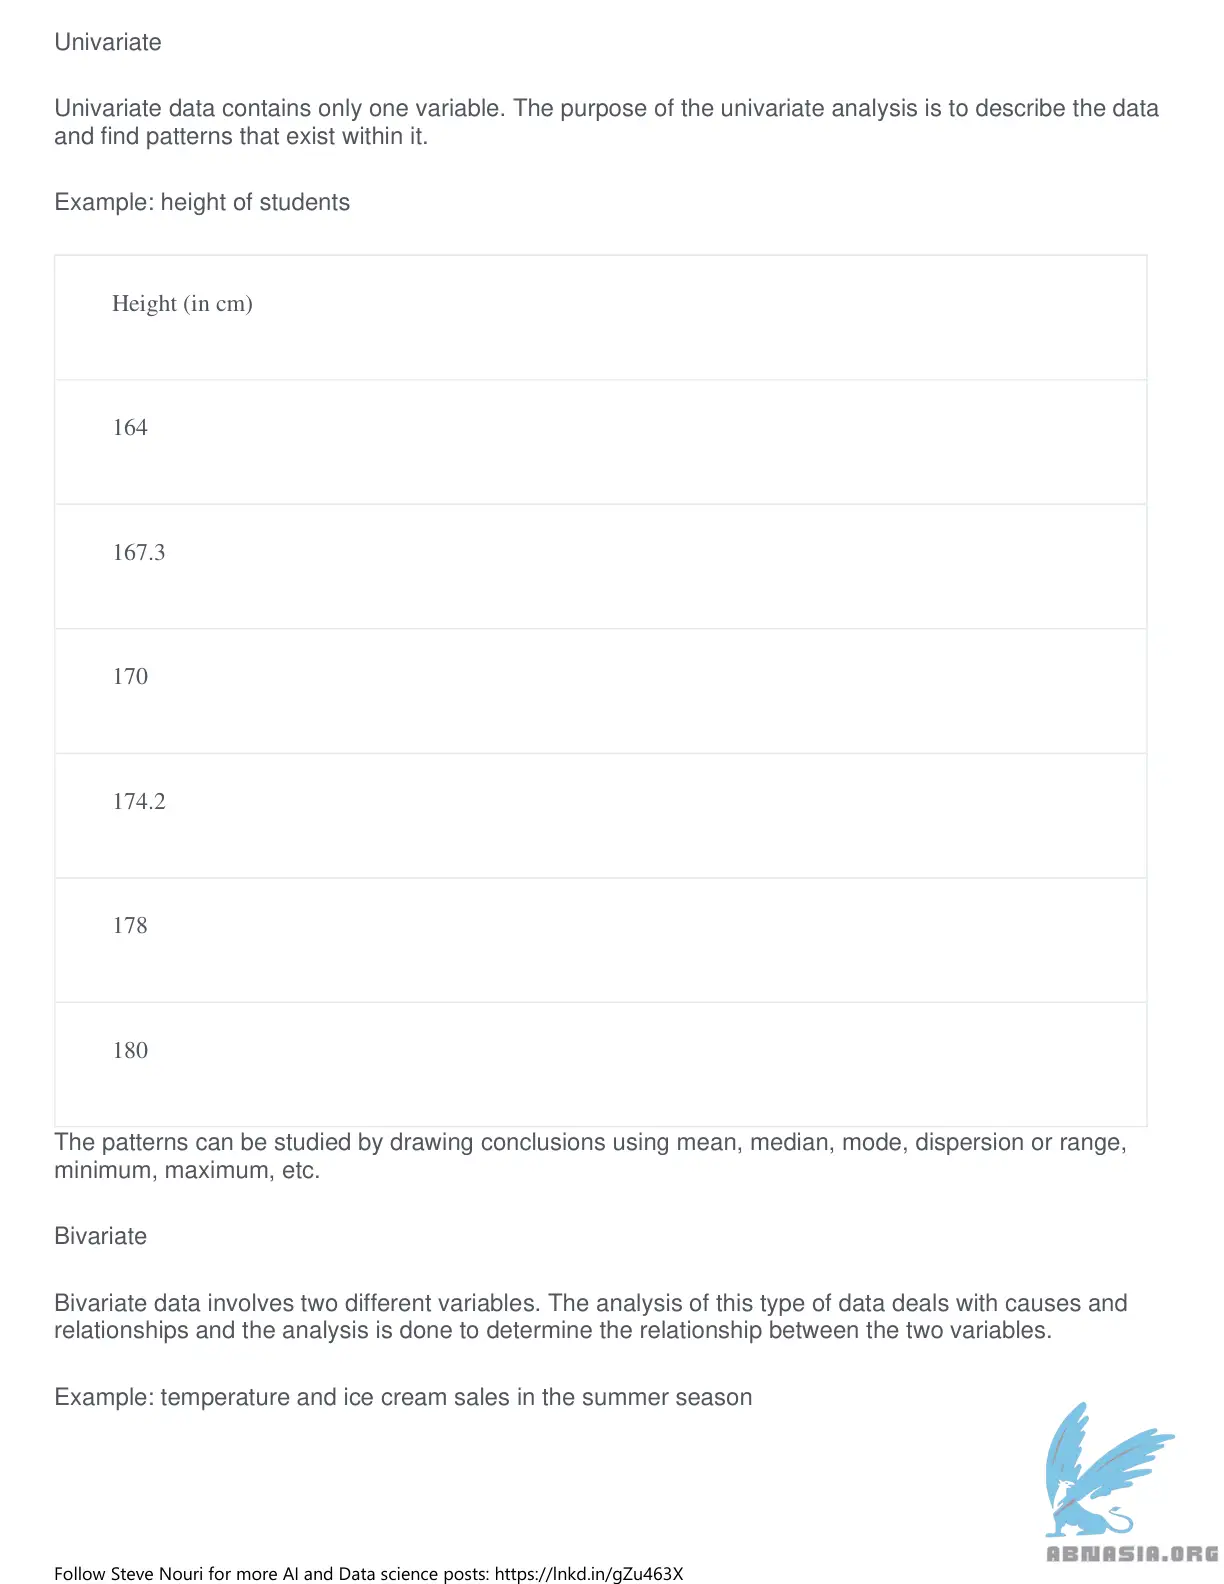 Univariate
Univariate data contains only one variable. The purpose of the univariate analysis is to describe the data
and find patterns that exist within it.
Example: height of students
Height (in cm)
164
167.3
170
174.2
178
180
The patterns can be studied by drawing conclusions using mean, median, mode, dispersion or range,
minimum, maximum, etc.
Bivariate
Bivariate data involves two different variables. The analysis of this type of data deals with causes and
relationships and the analysis is done to determine the relationship between the two variables.
Example: temperature and ice cream sales in the summer season
ABNASIA.ORG
Follow Steve Nouri for more AI and Data science posts: https://lnkd.in/gZu463X